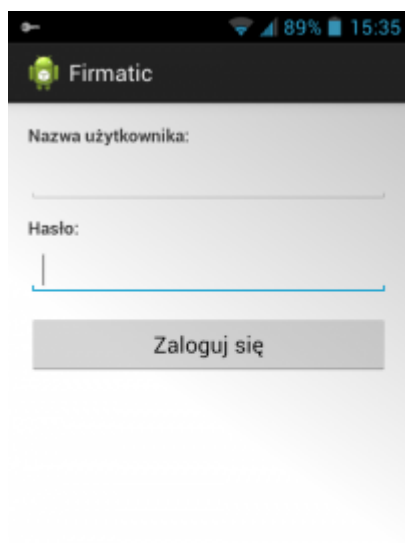 89% 15:35
Firmatic
Nazwa użytkownika:
Hasło:
Zaloguj się